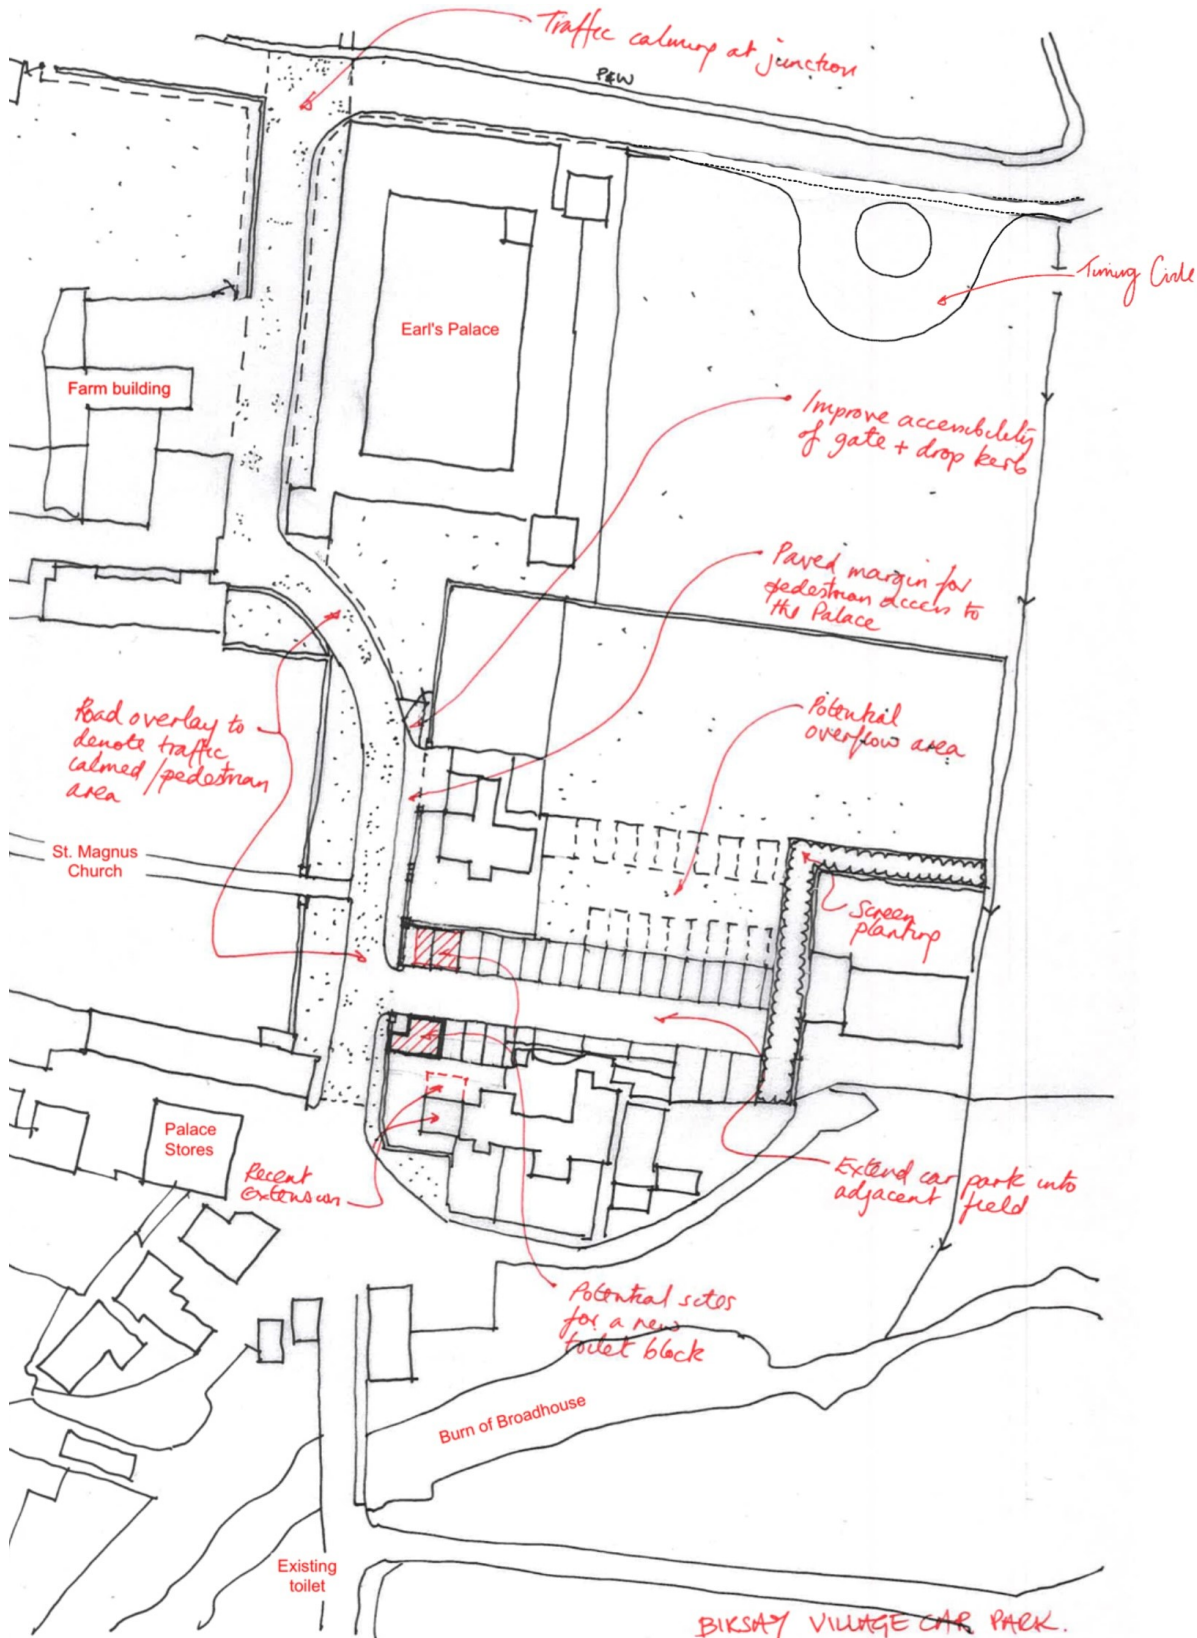 Traffic calming at junction
P&W
Turning Circle
Earl's Palace
Farm building
Improve accessibility
of gate + drop kerb
Paved margin for
pedestrian access to
the Palace
Road overlay to
denote traffic
calmed / pedestrian
area
Potential
overflow area
St. Magnus
Church
Screen
planting
Palace
Stores
Recent
Extension
Extend car park into
adjacent field
Potential sites
for a new
toilet block
Burn of Broadhouse
Existing
toilet
BIRSAY VILLAGE CAR PARK.